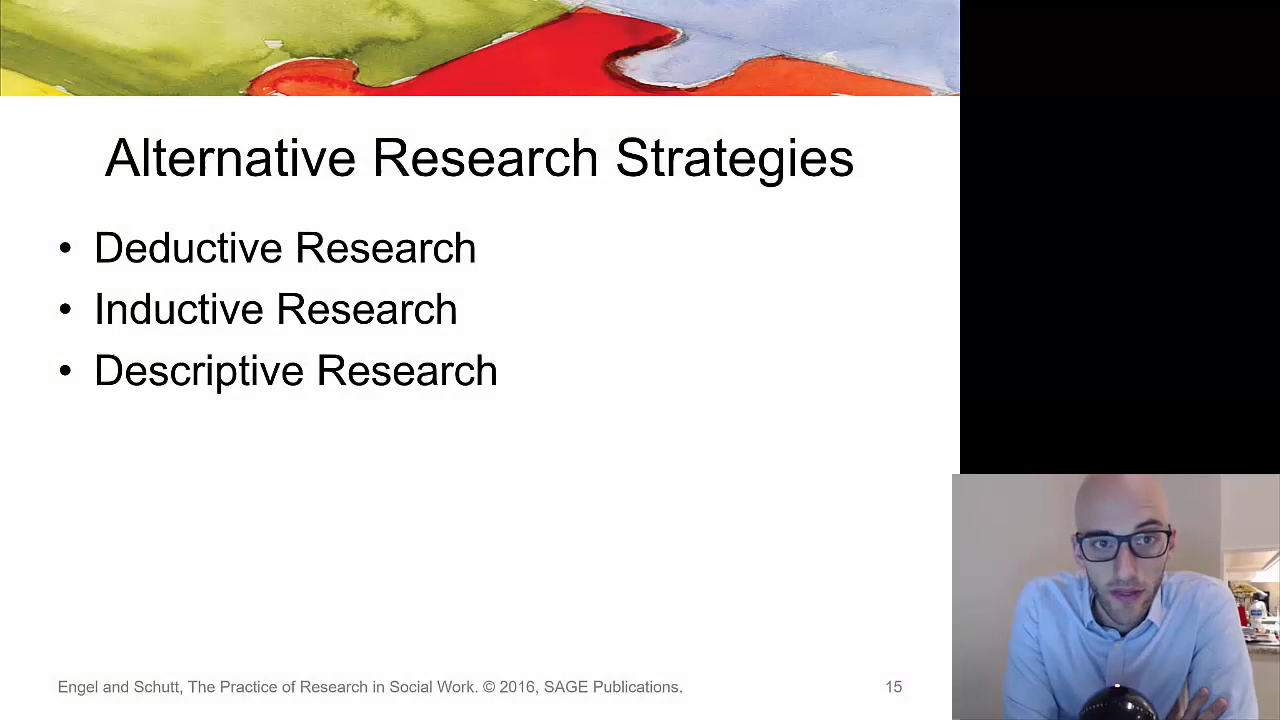 Alternative Research Strategies
• Deductive Research
• Inductive Research
• Descriptive Research
Engel and Schutt, The Practice of Research in Social Work. © 2016, SAGE Publications.
15